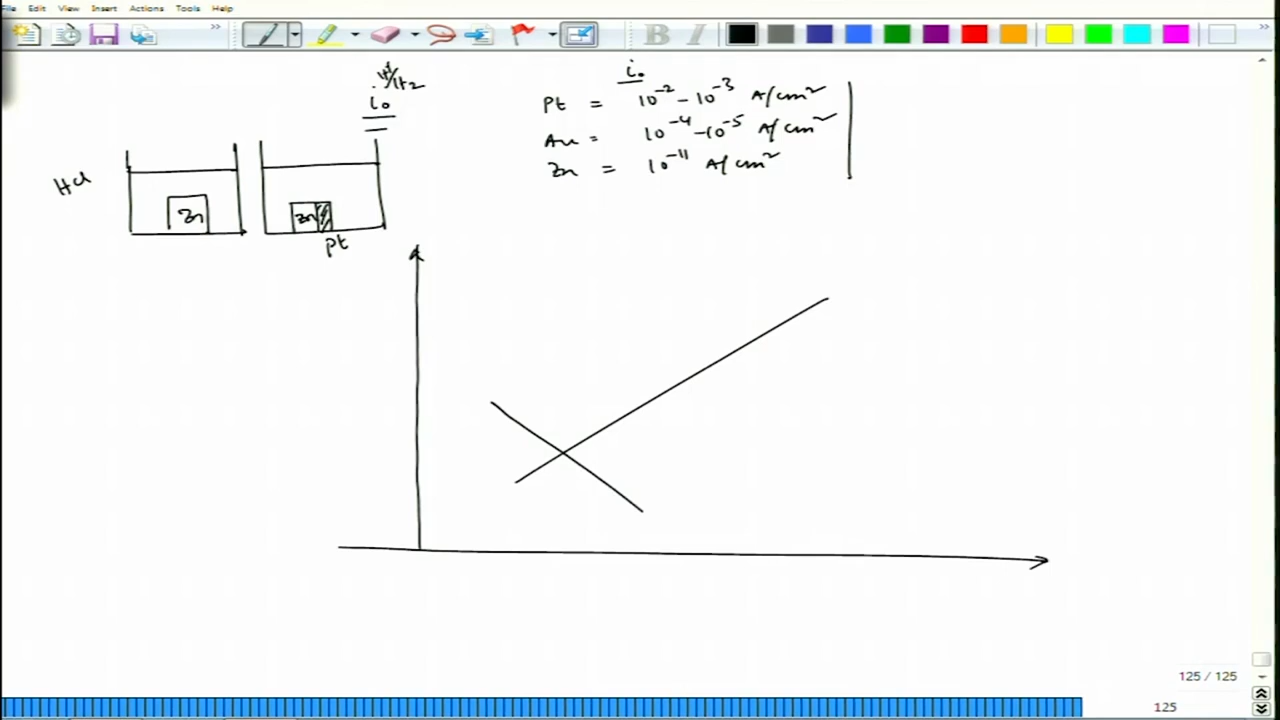 File Edit View Insert Actions Tools Help
B I
H⁺/H2
i₀
i₀
Pt = 10⁻² – 10⁻³ A/cm²
Au = 10⁻⁴ – 10⁻⁵ A/cm²
Zn = 10⁻¹¹ A/cm²
HCl
Zn
Zn
Pt
125 / 125
125